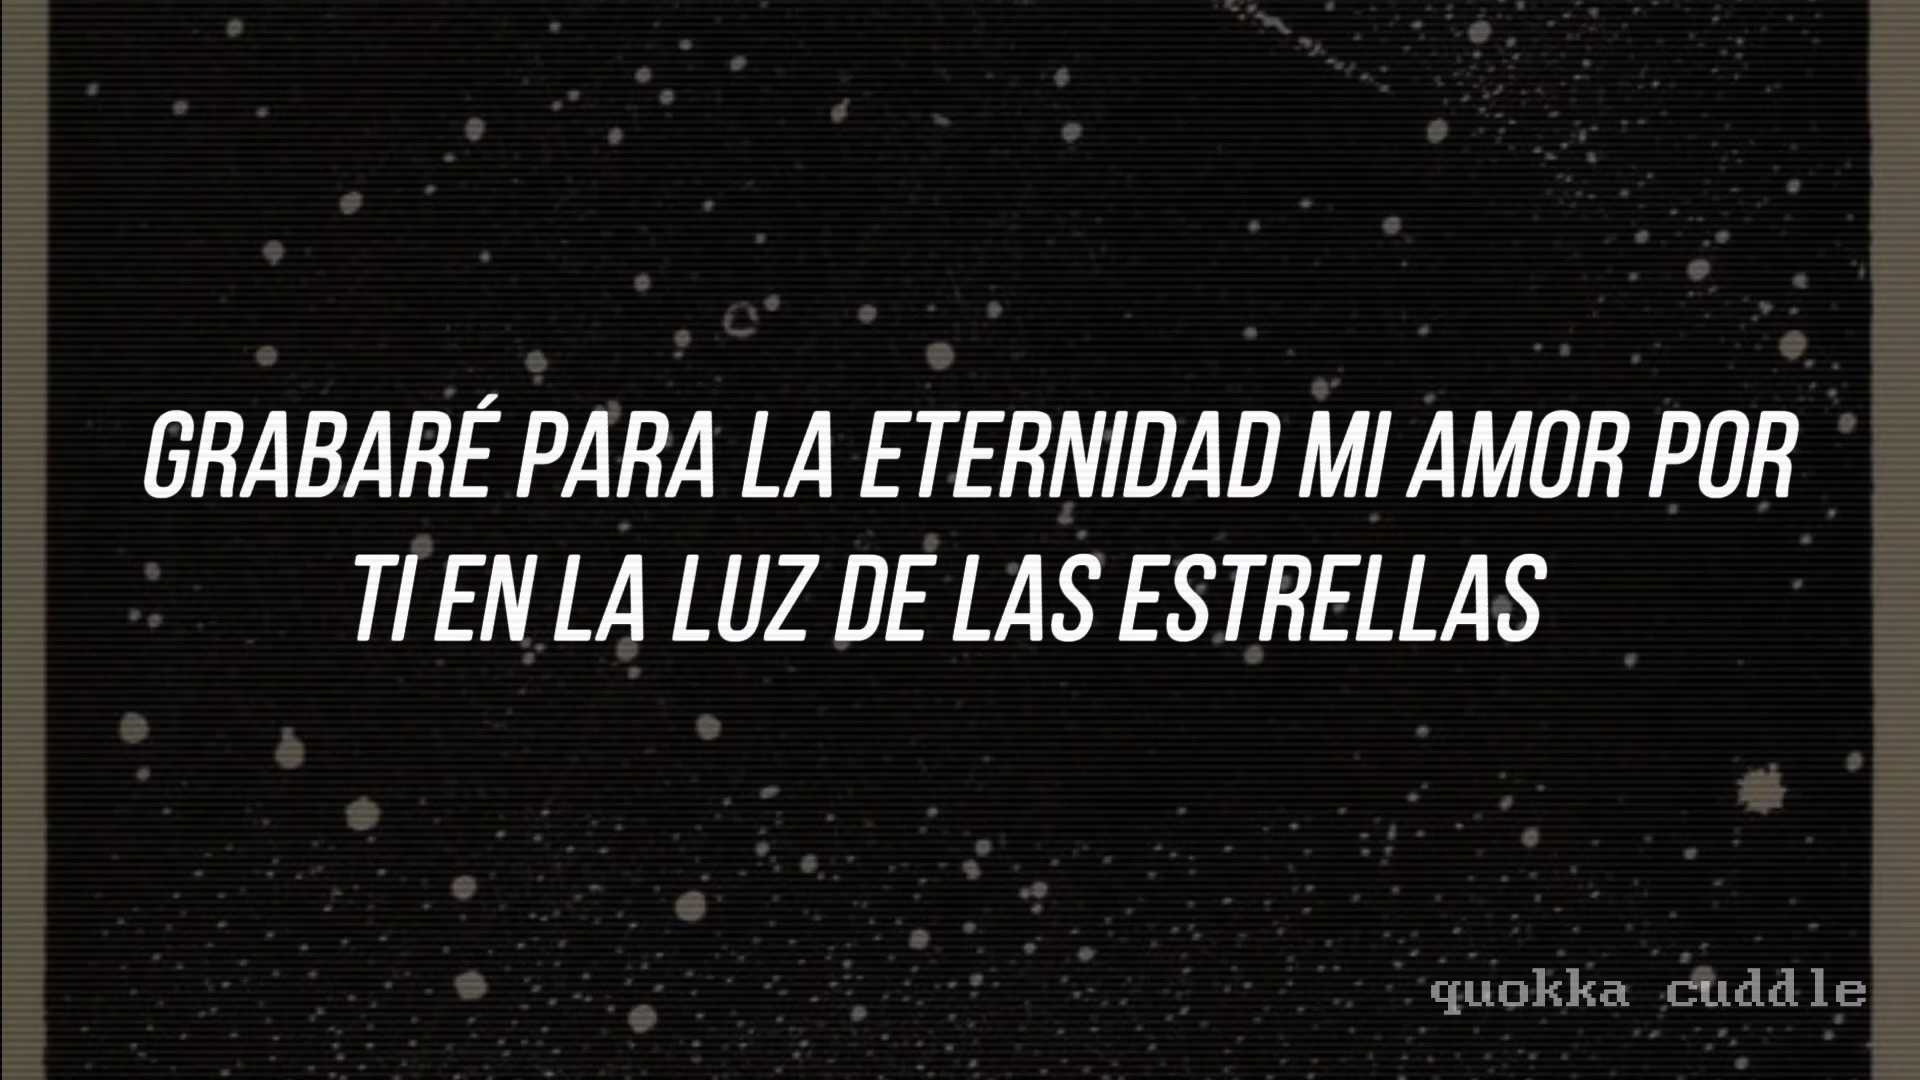 GRABARÉ PARA LA ETERNIDAD MI AMOR POR
TI EN LA LUZ DE LAS ESTRELLAS
quokka cuddle